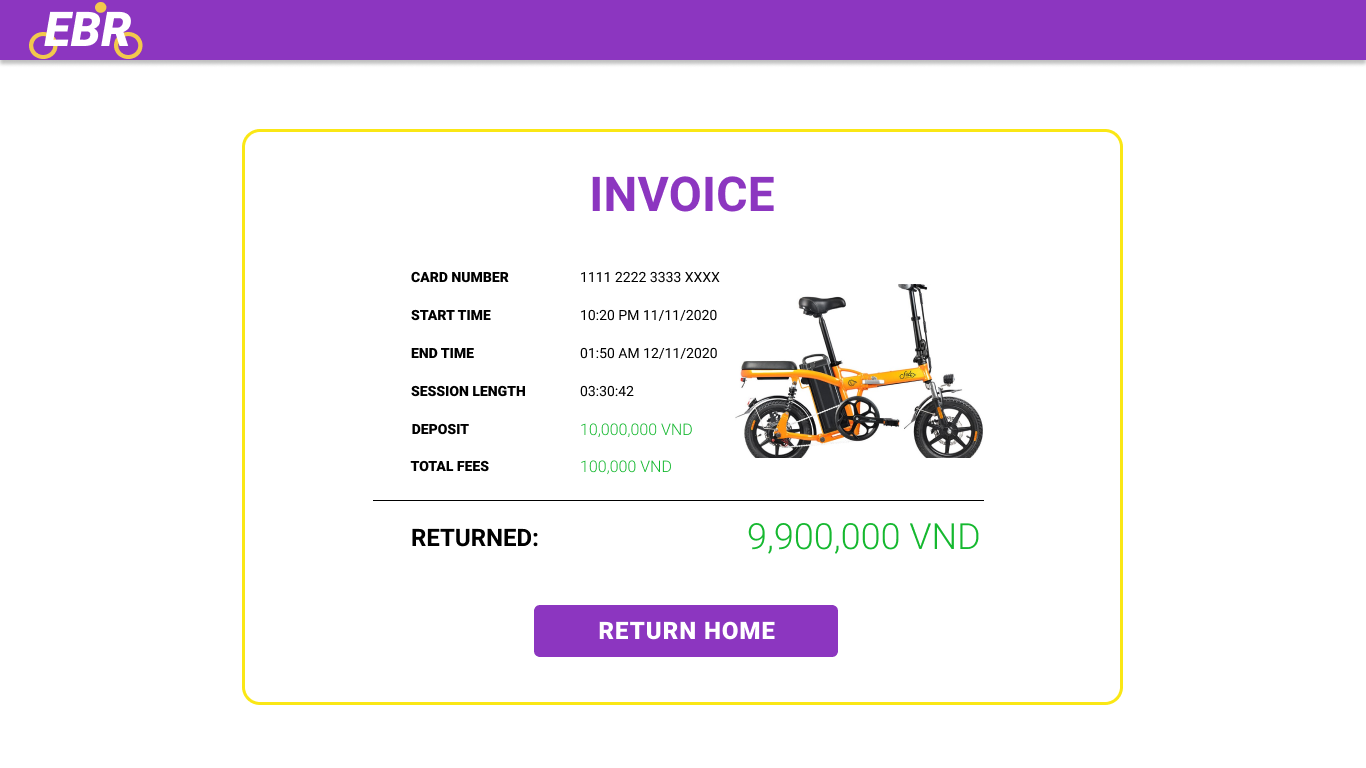 EBR
INVOICE
CARD NUMBER 1111 2222 3333 XXXX
START TIME 10:20 PM 11/11/2020
END TIME 01:50 AM 12/11/2020
SESSION LENGTH 03:30:42
DEPOSIT 10,000,000 VND
TOTAL FEES 100,000 VND
RETURNED: 9,900,000 VND
RETURN HOME